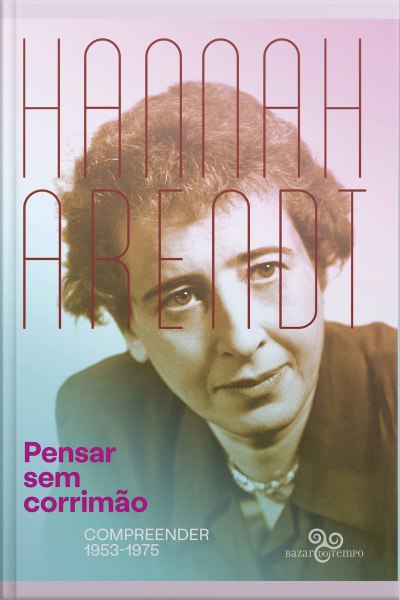 HANNAH
ARENDT
Pensar
sem
corrimão
COMPREENDER
1953-1975
BAZAR DO TEMPO